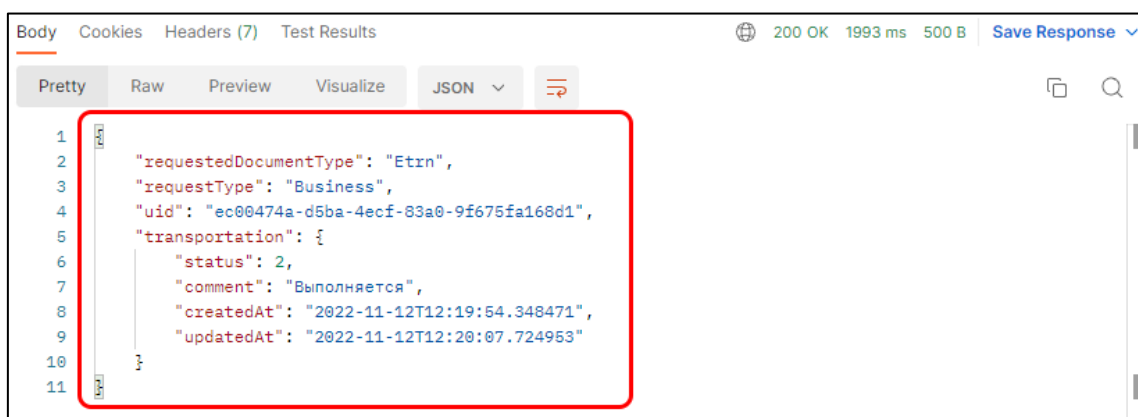 Body Cookies Headers (7) Test Results 200 OK 1993 ms 500 B Save Response
Pretty Raw Preview Visualize JSON
1 {
2 "requestedDocumentType": "Etrn",
3 "requestType": "Business",
4 "uid": "ec00474a-d5ba-4ecf-83a0-9f675fa168d1",
5 "transportation": {
6 "status": 2,
7 "comment": "Выполняется",
8 "createdAt": "2022-11-12T12:19:54.348471",
9 "updatedAt": "2022-11-12T12:20:07.724953"
10 }
11 }